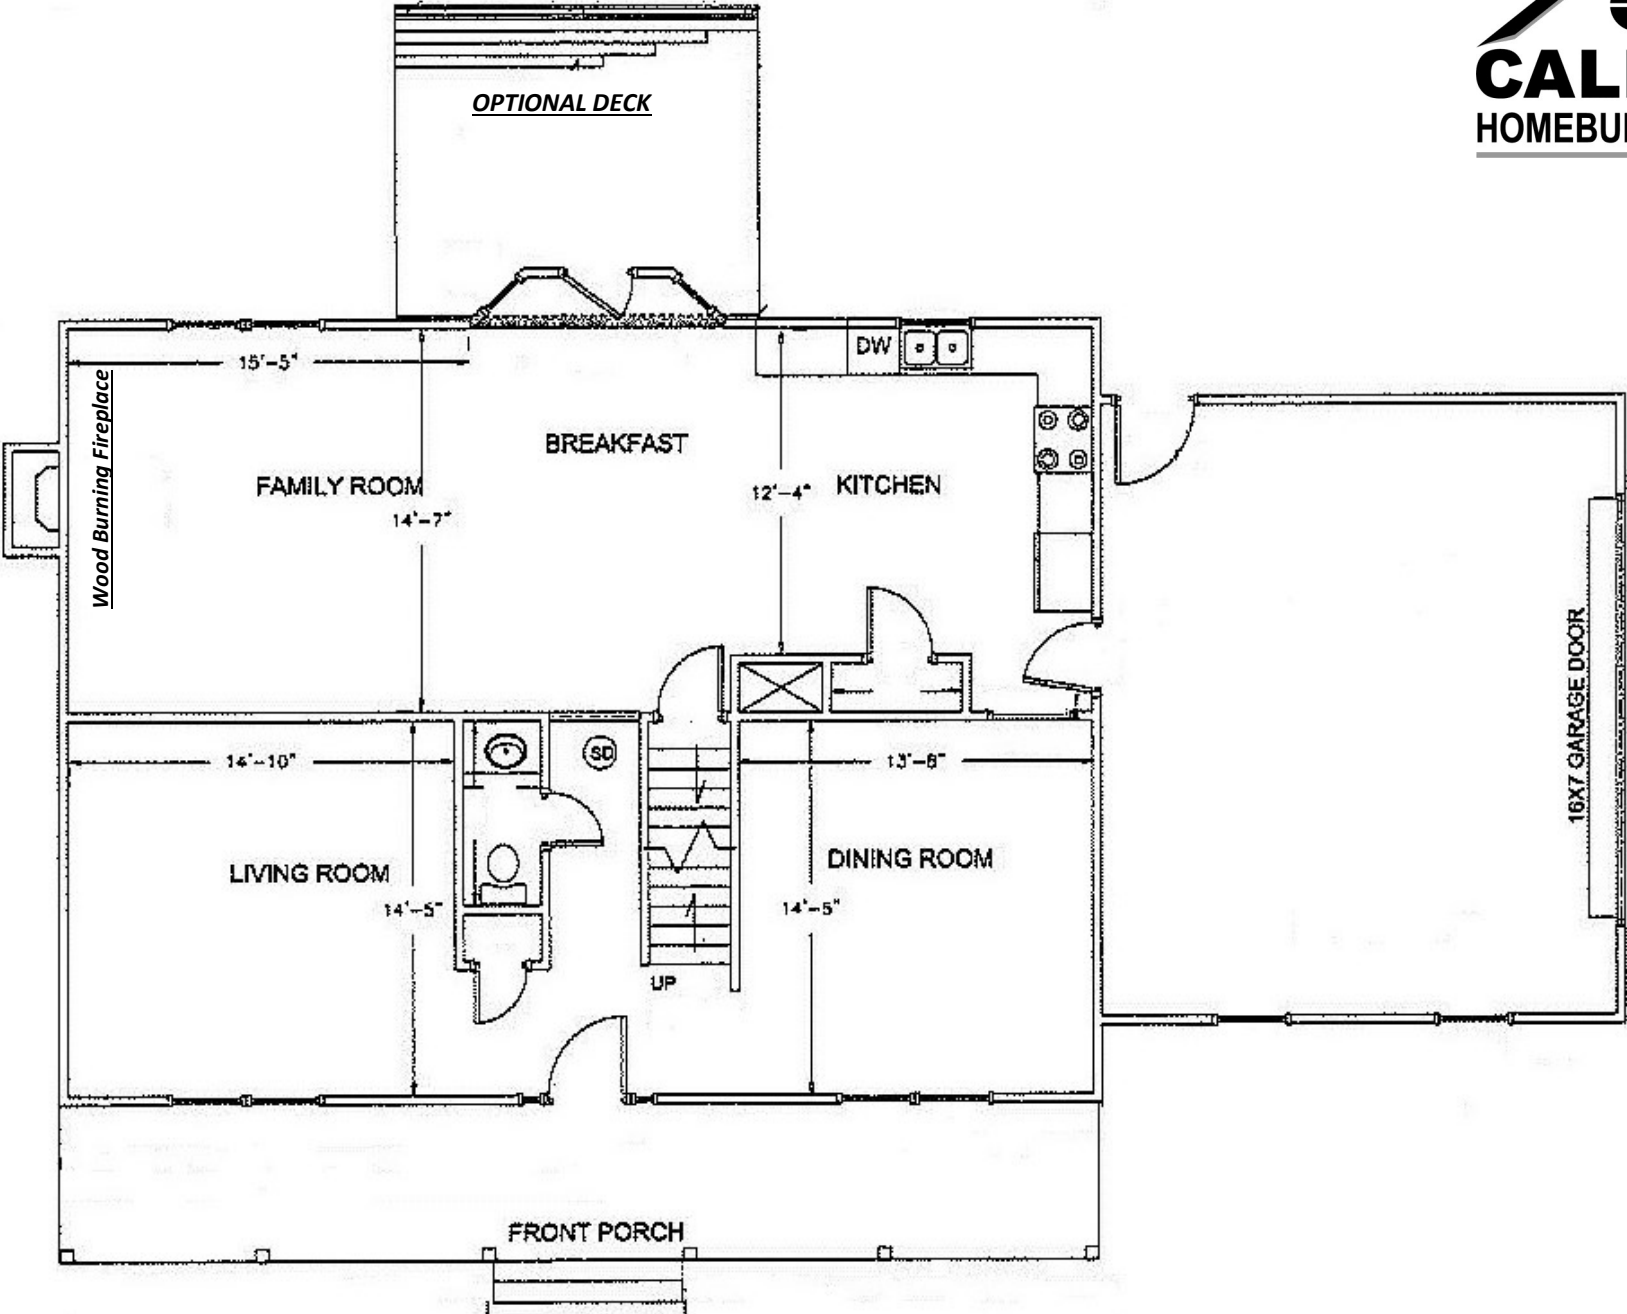 CAL
HOMEBU
OPTIONAL DECK
15'-5"
DW
Wood Burning Fireplace
BREAKFAST
FAMILY ROOM
14'-7"
12'-4"
KITCHEN
16X7 GARAGE DOOR
14'-10"
SD
13'-6"
LIVING ROOM
DINING ROOM
14'-5"
14'-5"
UP
FRONT PORCH